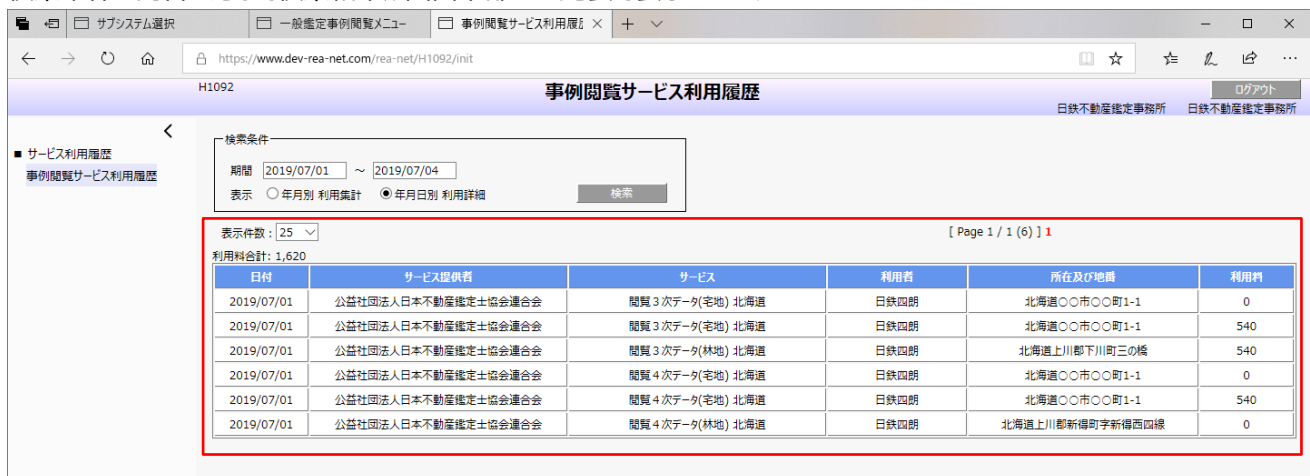 サブシステム選択
一般鑑定事例閲覧メニュー
事例閲覧サービス利用履歴
https://www.dev-rea-net.com/rea-net/H1092/init
H1092
事例閲覧サービス利用履歴
ログアウト
日鉄不動産鑑定事務所 日鉄不動産鑑定事務所
■ サービス利用履歴
事例閲覧サービス利用履歴
検索条件
期間 2019/07/01 ~ 2019/07/04
表示 年月別 利用集計 年月日別 利用詳細 検索
表示件数 : 25 [ Page 1 / 1 (6) ] 1
利用料合計: 1,620
日付 サービス提供者 サービス 利用者 所在及び地番 利用料
2019/07/01 公益社団法人日本不動産鑑定士協会連合会 閲覧３次データ(宅地) 北海道 日鉄四朗 北海道○○市○○町1-1 0
2019/07/01 公益社団法人日本不動産鑑定士協会連合会 閲覧３次データ(宅地) 北海道 日鉄四朗 北海道○○市○○町1-1 540
2019/07/01 公益社団法人日本不動産鑑定士協会連合会 閲覧３次データ(林地) 北海道 日鉄四朗 北海道上川郡下川町三の橋 540
2019/07/01 公益社団法人日本不動産鑑定士協会連合会 閲覧４次データ(宅地) 北海道 日鉄四朗 北海道○○市○○町1-1 0
2019/07/01 公益社団法人日本不動産鑑定士協会連合会 閲覧４次データ(宅地) 北海道 日鉄四朗 北海道○○市○○町1-1 540
2019/07/01 公益社団法人日本不動産鑑定士協会連合会 閲覧４次データ(林地) 北海道 日鉄四朗 北海道上川郡新得町字新得西四線 0